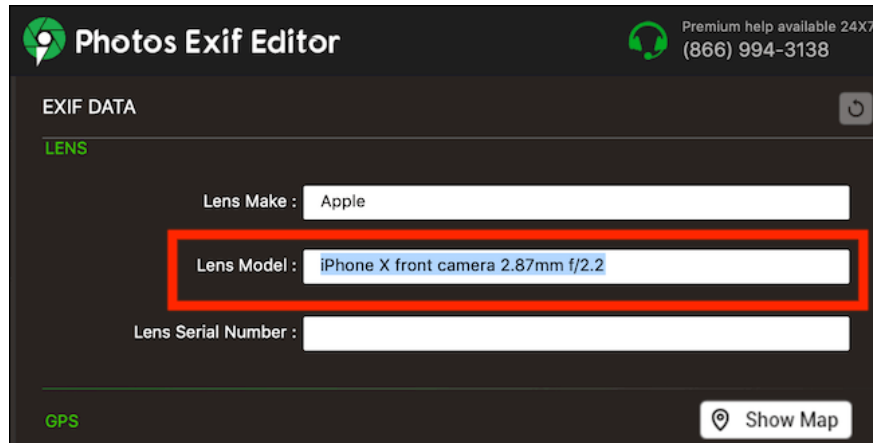 Photos Exif Editor
Premium help available 24X7
(866) 994-3138
EXIF DATA
LENS
Lens Make : Apple
Lens Model : iPhone X front camera 2.87mm f/2.2
Lens Serial Number :
GPS
Show Map